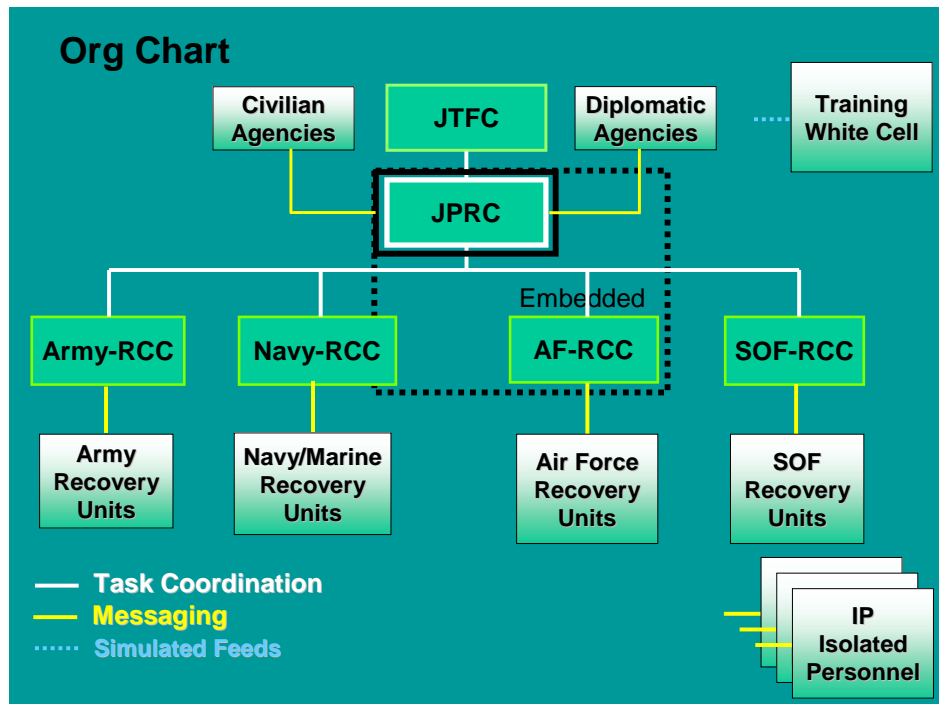 Org Chart
Civilian
Agencies
JTFC
Diplomatic
Agencies
Training
White Cell
JPRC
Embedded
Army-RCC
Navy-RCC
AF-RCC
SOF-RCC
Army
Recovery
Units
Navy/Marine
Recovery
Units
Air Force
Recovery
Units
SOF
Recovery
Units
Task Coordination
Messaging
Simulated Feeds
IP
Isolated
Personnel